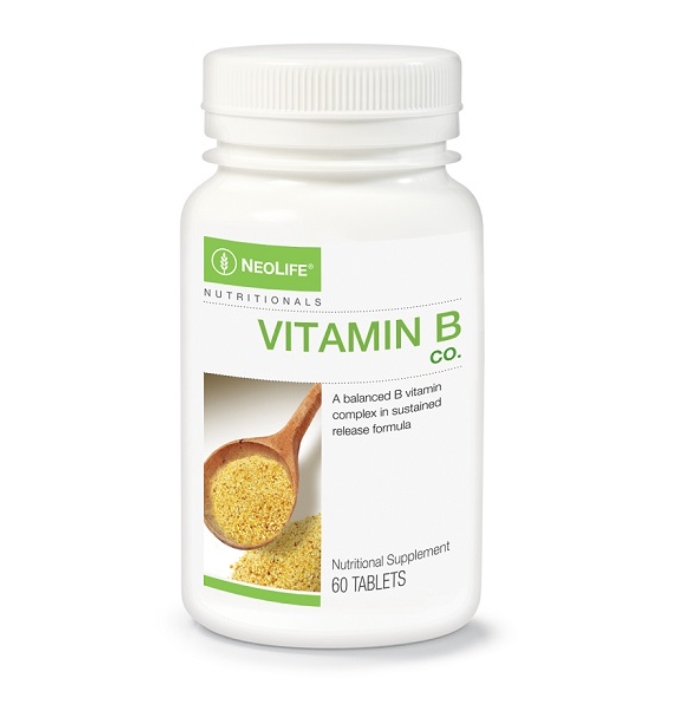 NEOLIFE®
NUTRITIONALS
VITAMIN B
CO.
A balanced B vitamin
complex in sustained
release formula
Nutritional Supplement
60 TABLETS